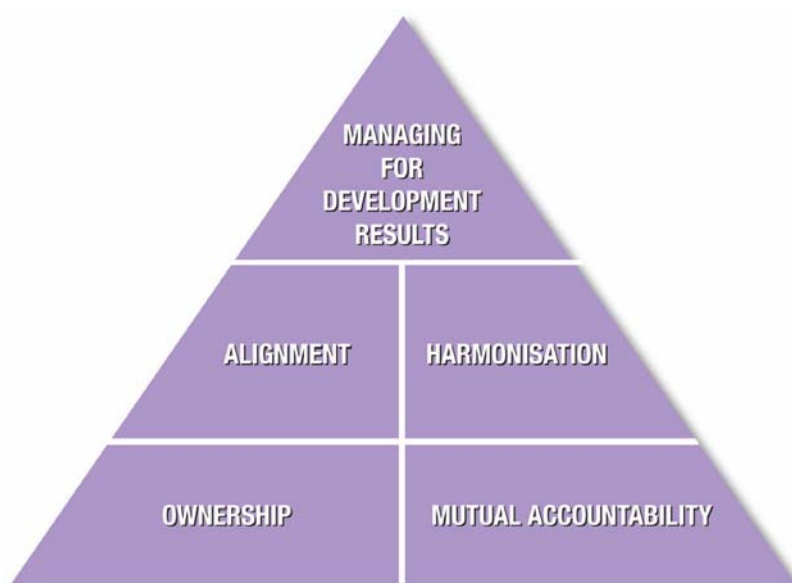 MANAGING
FOR
DEVELOPMENT
RESULTS
ALIGNMENT
HARMONISATION
OWNERSHIP
MUTUAL ACCOUNTABILITY